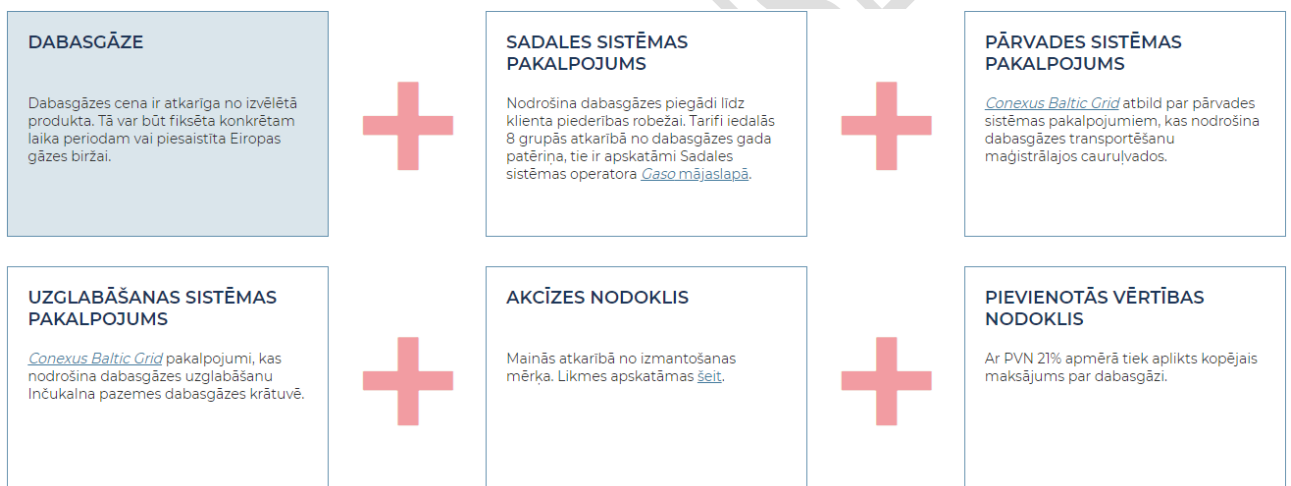 DABASGĀZE
Dabasgāzes cena ir atkarīga no izvēlētā
produkta. Tā var būt fiksēta konkrētam
laika periodam vai piesaistīta Eiropas
gāzes biržai.
SADALES SISTĒMAS
PAKALPOJUMS
Nodrošina dabasgāzes piegādi līdz
klienta piederības robežai. Tarifi iedalās
8 grupās atkarībā no dabasgāzes gada
patēriņa, tie ir apskatāmi Sadales
sistēmas operatora Gaso mājaslapā.
PĀRVADES SISTĒMAS
PAKALPOJUMS
Conexus Baltic Grid atbild par pārvades
sistēmas pakalpojumiem, kas nodrošina
dabasgāzes transportēšanu
maģistrālajos cauruļvados.
UZGLABĀŠANAS SISTĒMAS
PAKALPOJUMS
Conexus Baltic Grid pakalpojumi, kas
nodrošina dabasgāzes uzglabāšanu
Inčukalna pazemes dabasgāzes krātuvē.
AKCĪZES NODOKLIS
Mainās atkarībā no izmantošanas
mērķa. Likmes apskatāmas šeit.
PIEVIENOTĀS VĒRTĪBAS
NODOKLIS
Ar PVN 21% apmērā tiek aplikts kopējais
maksājums par dabasgāzi.